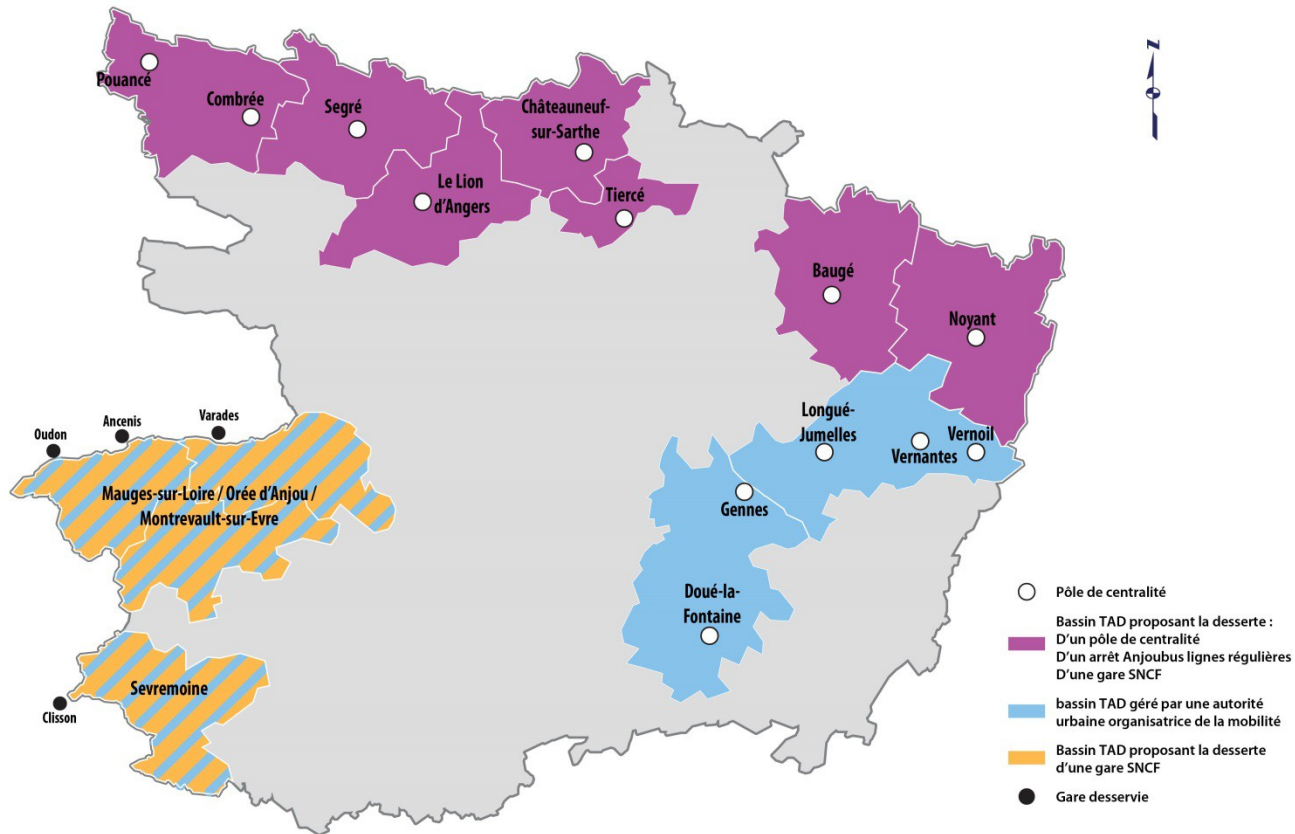 Pouancé
Combrée
Segré
Châteauneuf-
sur-Sarthe
Le Lion
d'Angers
Tiercé
Baugé
Noyant
Longué-
Jumelles
Vernantes
Vernoil
Gennes
Doué-la-
Fontaine
Oudon
Ancenis
Varades
Mauges-sur-Loire / Orée d'Anjou /
Montrevault-sur-Evre
Sevremoine
Clisson
N
Pôle de centralité
Bassin TAD proposant la desserte :
D'un pôle de centralité
D'un arrêt Anjoubus lignes régulières
D'une gare SNCF
bassin TAD géré par une autorité
urbaine organisatrice de la mobilité
Bassin TAD proposant la desserte
d'une gare SNCF
Gare desservie